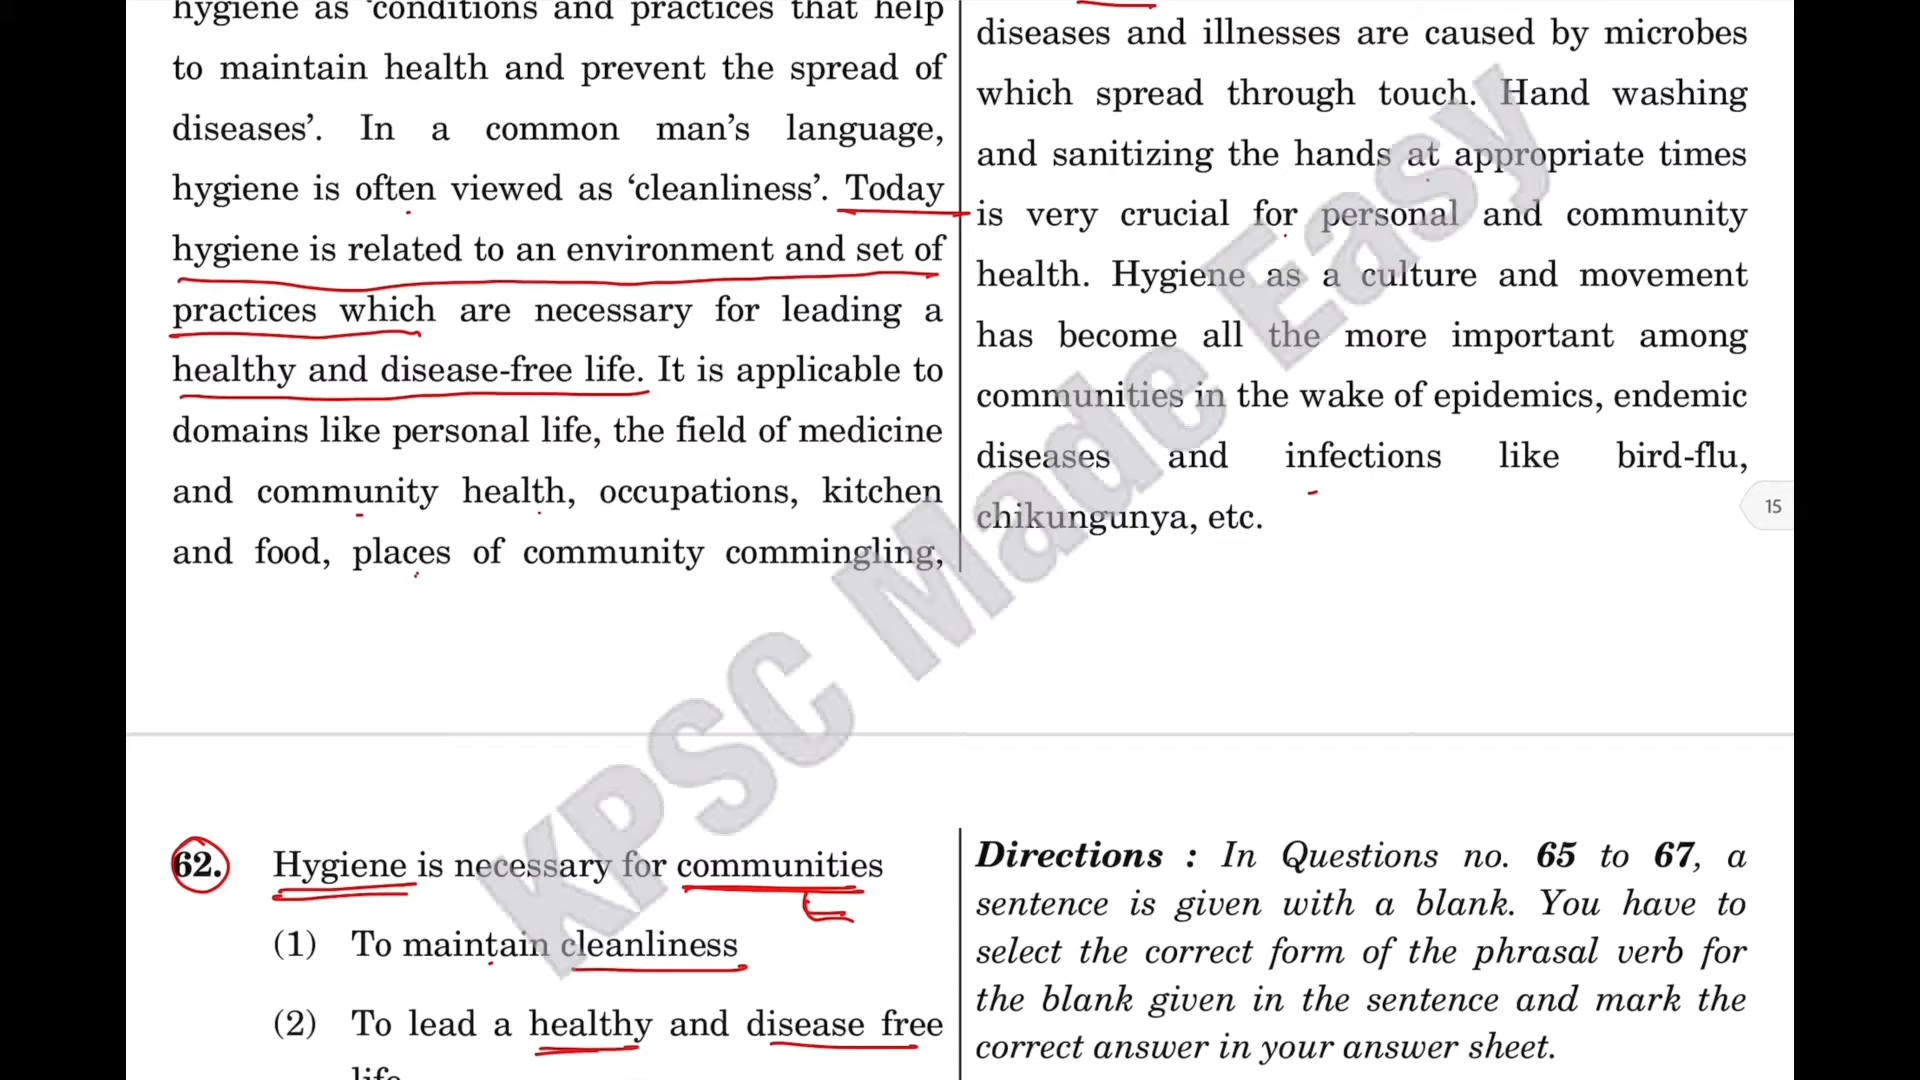 hygiene as ‘conditions and practices that help
to maintain health and prevent the spread of
diseases’. In a common man’s language,
hygiene is often viewed as ‘cleanliness’. Today
hygiene is related to an environment and set of
practices which are necessary for leading a
healthy and disease-free life. It is applicable to
domains like personal life, the field of medicine
and community health, occupations, kitchen
and food, places of community commingling,
diseases and illnesses are caused by microbes
which spread through touch. Hand washing
and sanitizing the hands at appropriate times
is very crucial for personal and community
health. Hygiene as a culture and movement
has become all the more important among
communities in the wake of epidemics, endemic
diseases and infections like bird-flu,
chikungunya, etc.
15
KPSC Made Easy
62. Hygiene is necessary for communities
(1) To maintain cleanliness
(2) To lead a healthy and disease free
life
Directions : In Questions no. 65 to 67, a
sentence is given with a blank. You have to
select the correct form of the phrasal verb for
the blank given in the sentence and mark the
correct answer in your answer sheet.